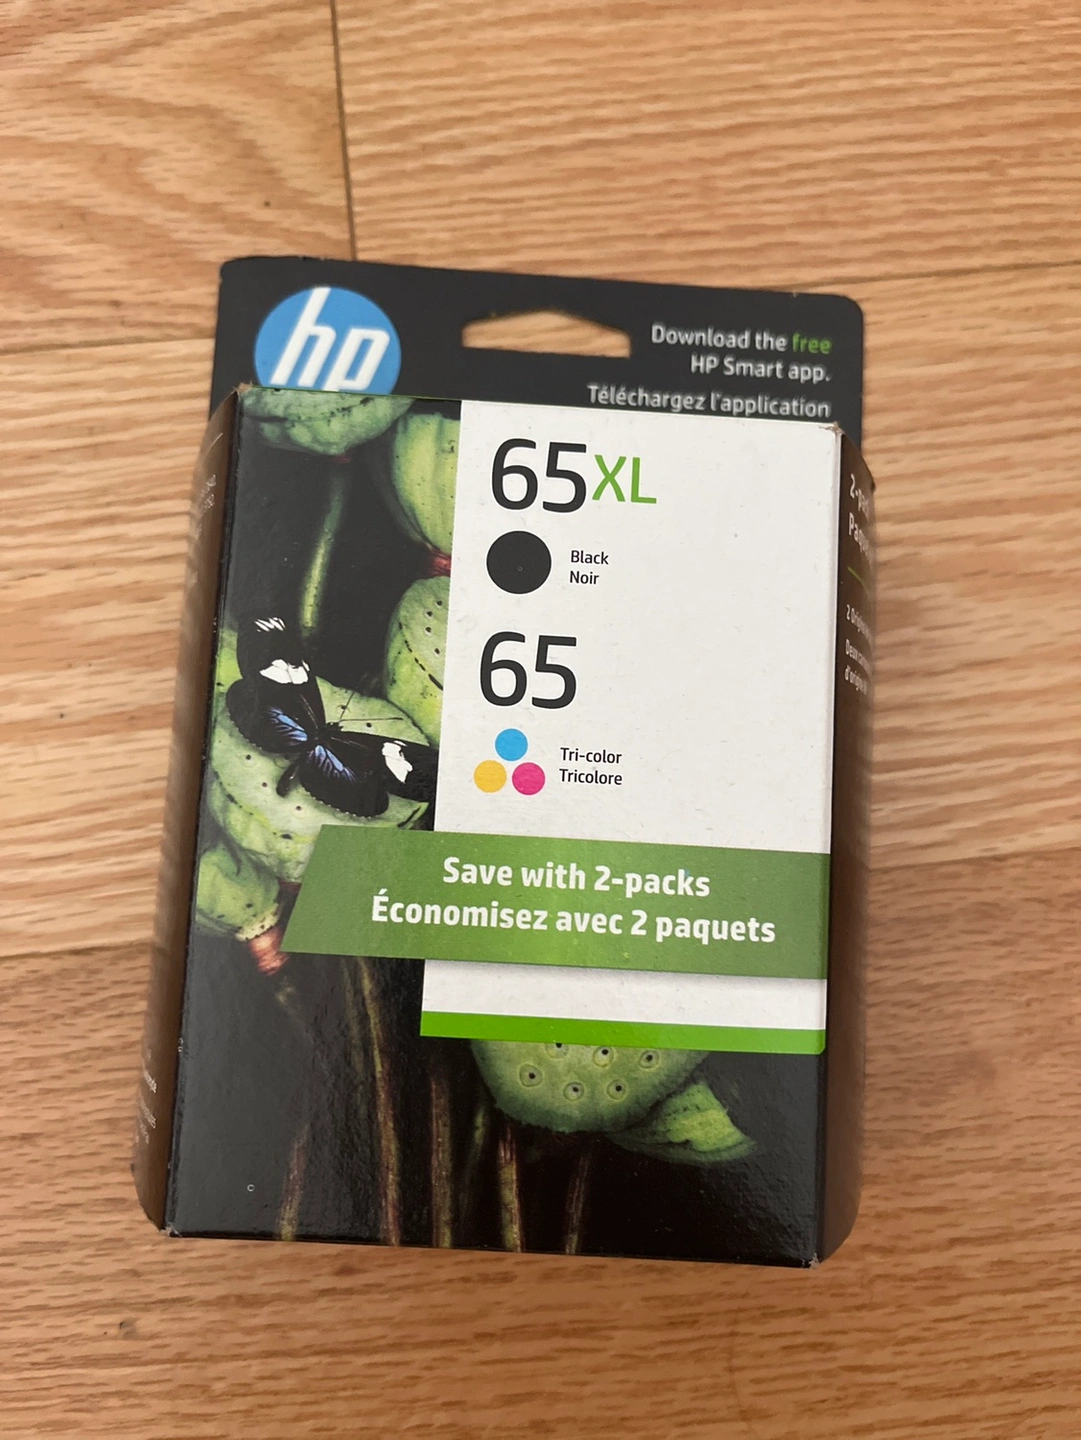 hp
Download the free
HP Smart app.
Téléchargez l'application
65XL
Black
Noir
65
Tri-color
Tricolore
Save with 2-packs
Économisez avec 2 paquets